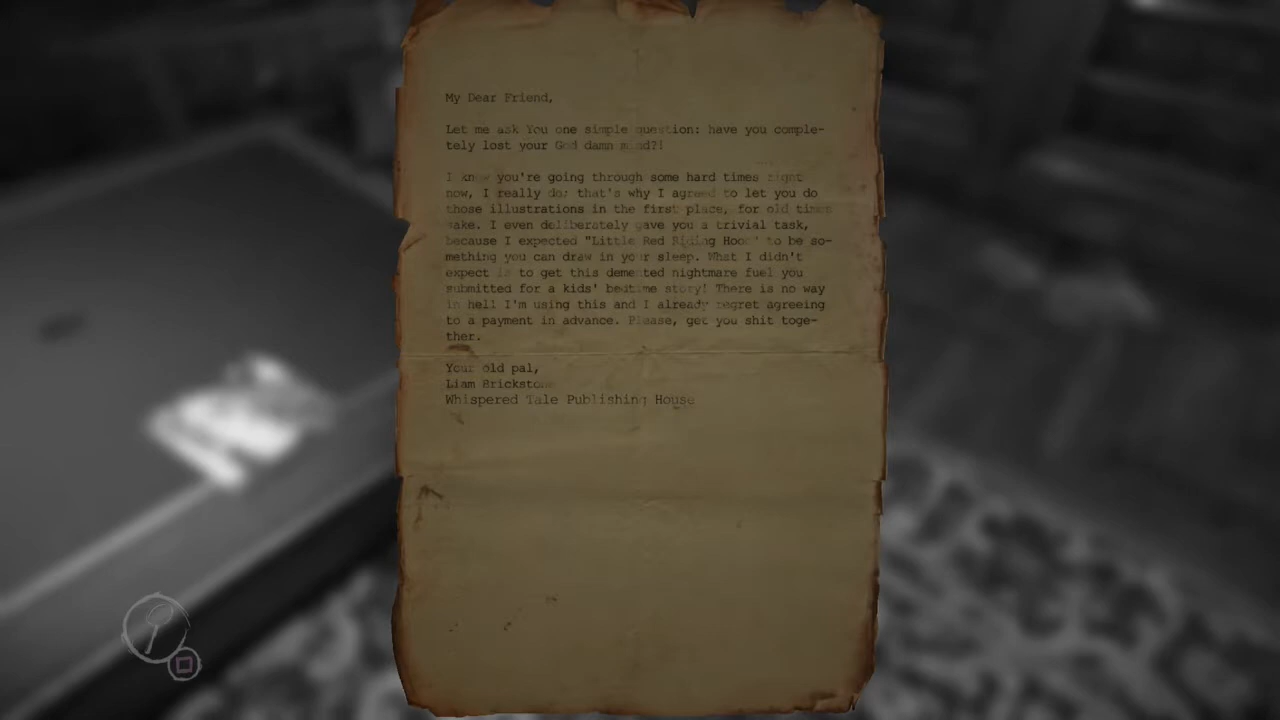 My Dear Friend,
Let me ask You one simple question: have you comple-
tely lost your God damn mind?!
I know you're going through some hard times right
now, I really do; that's why I agreed to let you do
those illustrations in the first place, for old times
sake. I even deliberately gave you a trivial task,
because I expected "Little Red Riding Hood" to be so-
mething you can draw in your sleep. What I didn't
expect is to get this demented nightmare fuel you
submitted for a kids' bedtime story! There is no way
in hell I'm using this and I already regret agreeing
to a payment in advance. Please, get you shit toge-
ther.
Your old pal,
Liam Brickstone
Whispered Tale Publishing House